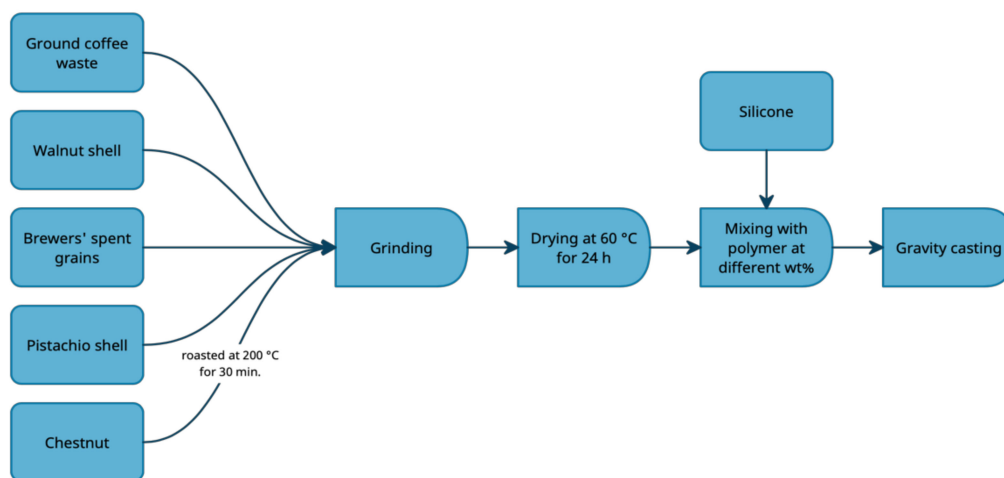 Ground coffee
waste
Walnut shell
Brewers' spent
grains
Pistachio shell
roasted at 200 °C
for 30 min.
Chestnut
Grinding
Drying at 60 °C
for 24 h
Silicone
Mixing with
polymer at
different wt%
Gravity casting